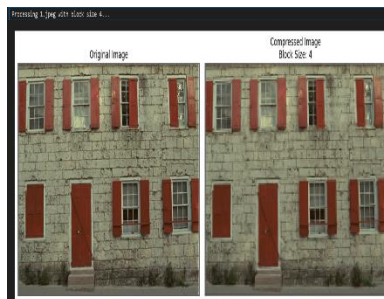 Processing 1.jpeg with block size 4...
Original Image
Compressed Image
Block Size: 4